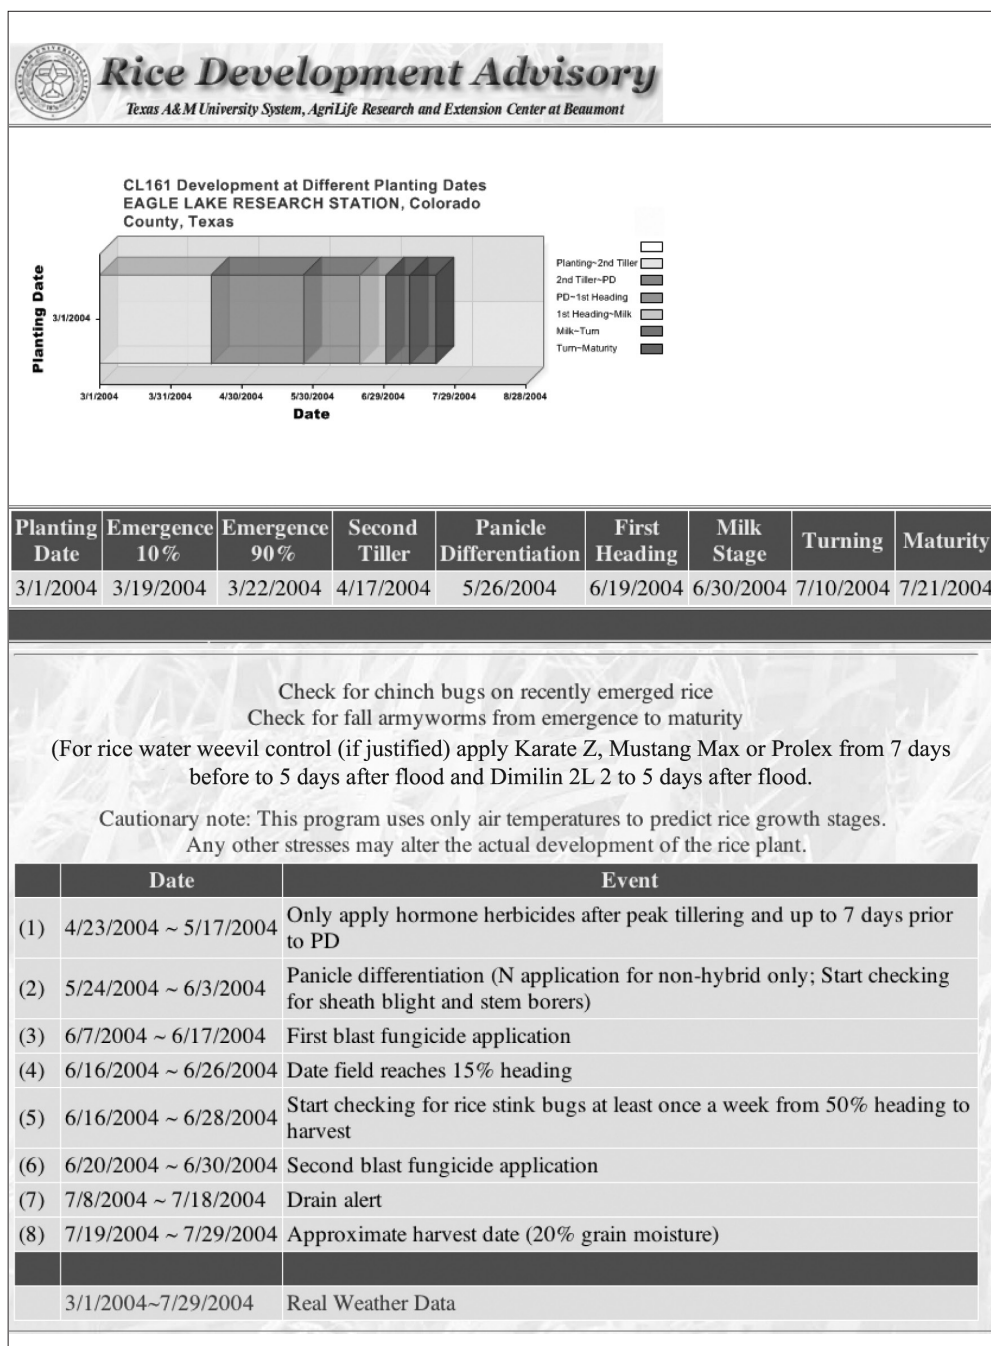 Rice Development Advisory
Texas A&M University System, AgriLife Research and Extension Center at Beaumont
CL161 Development at Different Planting Dates
EAGLE LAKE RESEARCH STATION, Colorado
County, Texas
Planting Date
3/1/2004
3/1/2004 3/31/2004 4/30/2004 5/30/2004 6/29/2004 7/29/2004 8/28/2004
Date
Planting~2nd Tiller
2nd Tiller~PD
PD~1st Heading
1st Heading~Milk
Milk~Turn
Turn~Maturity
Planting Date Emergence 10% Emergence 90% Second Tiller Panicle Differentiation First Heading Milk Stage Turning Maturity
3/1/2004 3/19/2004 3/22/2004 4/17/2004 5/26/2004 6/19/2004 6/30/2004 7/10/2004 7/21/2004
Check for chinch bugs on recently emerged rice
Check for fall armyworms from emergence to maturity
(For rice water weevil control (if justified) apply Karate Z, Mustang Max or Prolex from 7 days
before to 5 days after flood and Dimilin 2L 2 to 5 days after flood.
Cautionary note: This program uses only air temperatures to predict rice growth stages.
Any other stresses may alter the actual development of the rice plant.
Date Event
(1) 4/23/2004 ~ 5/17/2004 Only apply hormone herbicides after peak tillering and up to 7 days prior
to PD
(2) 5/24/2004 ~ 6/3/2004 Panicle differentiation (N application for non-hybrid only; Start checking
for sheath blight and stem borers)
(3) 6/7/2004 ~ 6/17/2004 First blast fungicide application
(4) 6/16/2004 ~ 6/26/2004 Date field reaches 15% heading
(5) 6/16/2004 ~ 6/28/2004 Start checking for rice stink bugs at least once a week from 50% heading to
harvest
(6) 6/20/2004 ~ 6/30/2004 Second blast fungicide application
(7) 7/8/2004 ~ 7/18/2004 Drain alert
(8) 7/19/2004 ~ 7/29/2004 Approximate harvest date (20% grain moisture)
3/1/2004~7/29/2004 Real Weather Data